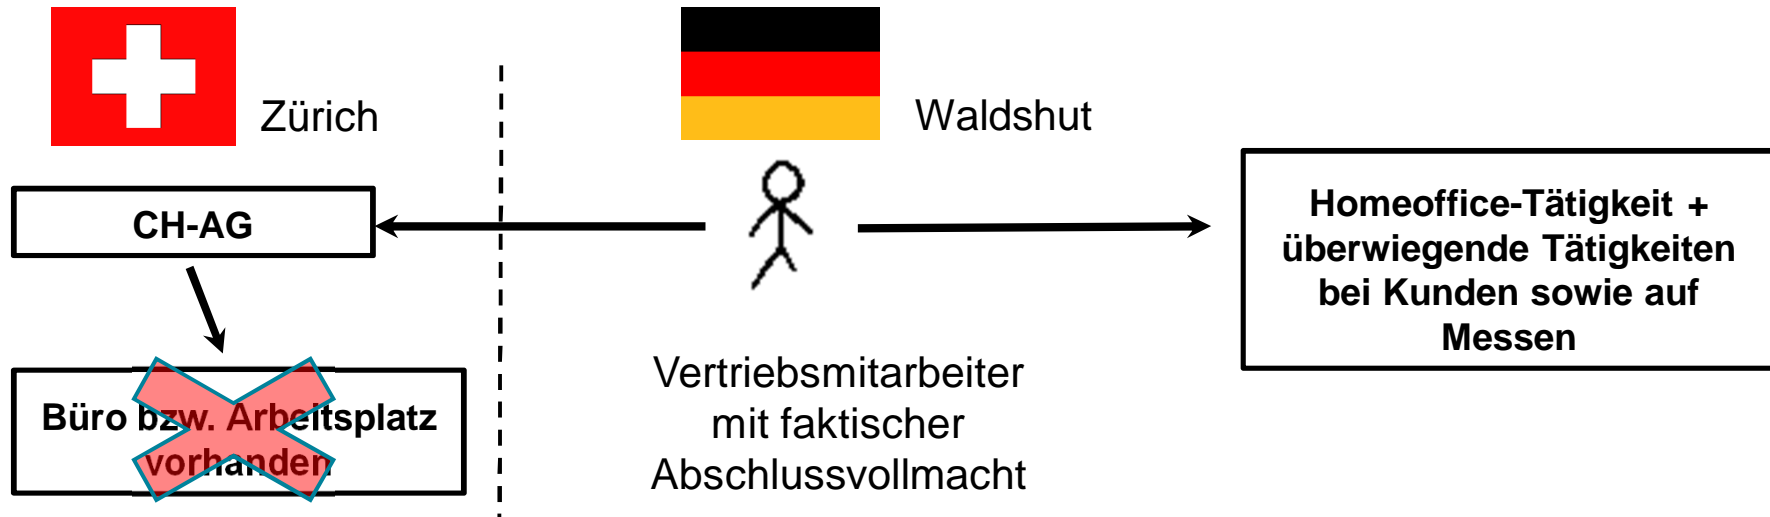 Zürich
Waldshut
CH-AG
Homeoffice-Tätigkeit +
überwiegende Tätigkeiten
bei Kunden sowie auf
Messen
Büro bzw. Arbeitsplatz
vorhanden
Vertriebsmitarbeiter
mit faktischer
Abschlussvollmacht